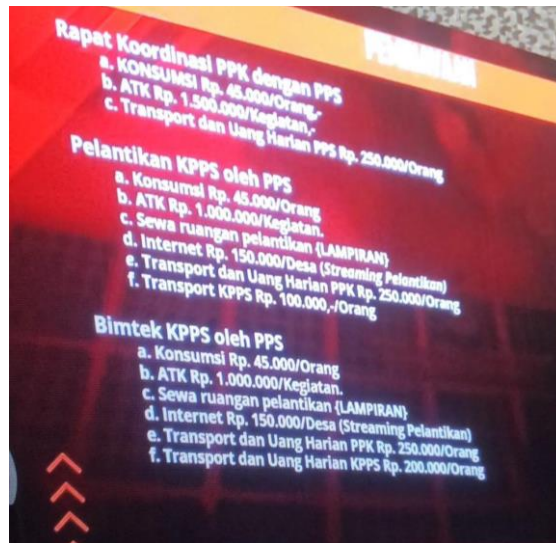 Rapat Koordinasi PPK dengan PPS
a. KONSUMSI Rp. 45.000/Orang,-
b. ATK Rp. 1.500.000/Kegiatan,-
c. Transport dan Uang Harian PPS Rp. 250.000/Orang
Pelantikan KPPS oleh PPS
a. Konsumsi Rp. 45.000/Orang
b. ATK Rp. 1.000.000/Kegiatan.
c. Sewa ruangan pelantikan {LAMPIRAN}
d. Internet Rp. 150.000/Desa (Streaming Pelantikan)
e. Transport dan Uang Harian PPK Rp. 250.000/Orang
f. Transport KPPS Rp. 100.000,-/Orang
Bimtek KPPS oleh PPS
a. Konsumsi Rp. 45.000/Orang
b. ATK Rp. 1.000.000/Kegiatan.
c. Sewa ruangan pelantikan {LAMPIRAN}
d. Internet Rp. 150.000/Desa (Streaming Pelantikan)
e. Transport dan Uang Harian PPK Rp. 250.000/Orang
f. Transport dan Uang Harian KPPS Rp. 200.000/Orang